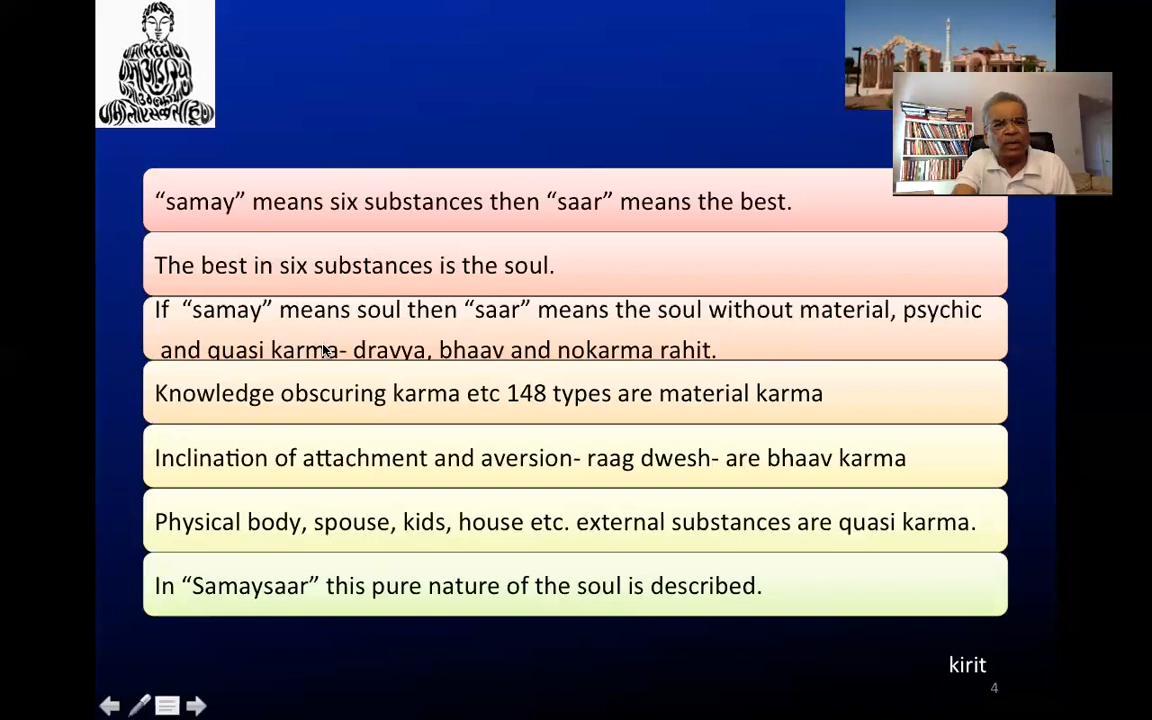 “samay” means six substances then “saar” means the best.
The best in six substances is the soul.
If “samay” means soul then “saar” means the soul without material, psychic
and quasi karma- dravya, bhaav and nokarma rahit.
Knowledge obscuring karma etc 148 types are material karma
Inclination of attachment and aversion- raag dwesh- are bhaav karma
Physical body, spouse, kids, house etc. external substances are quasi karma.
In “Samaysaar” this pure nature of the soul is described.
kirit
4